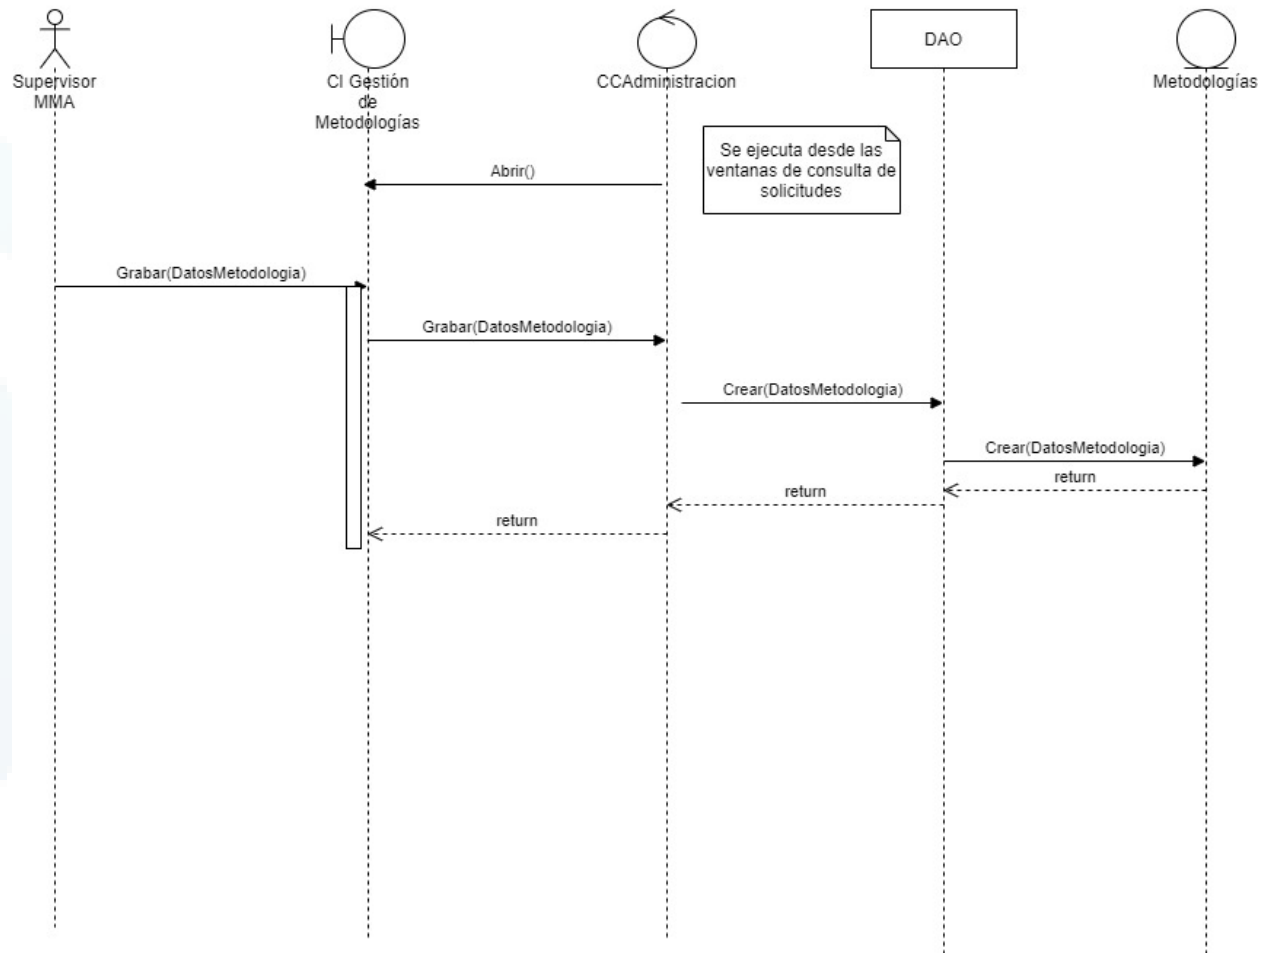 Supervisor
MMA
CI Gestión
de
Metodologías
CCAdministracion
DAO
Metodologías
Se ejecuta desde las
ventanas de consulta de
solicitudes
Abrir()
Grabar(DatosMetodologia)
Grabar(DatosMetodologia)
Crear(DatosMetodologia)
Crear(DatosMetodologia)
return
return
return